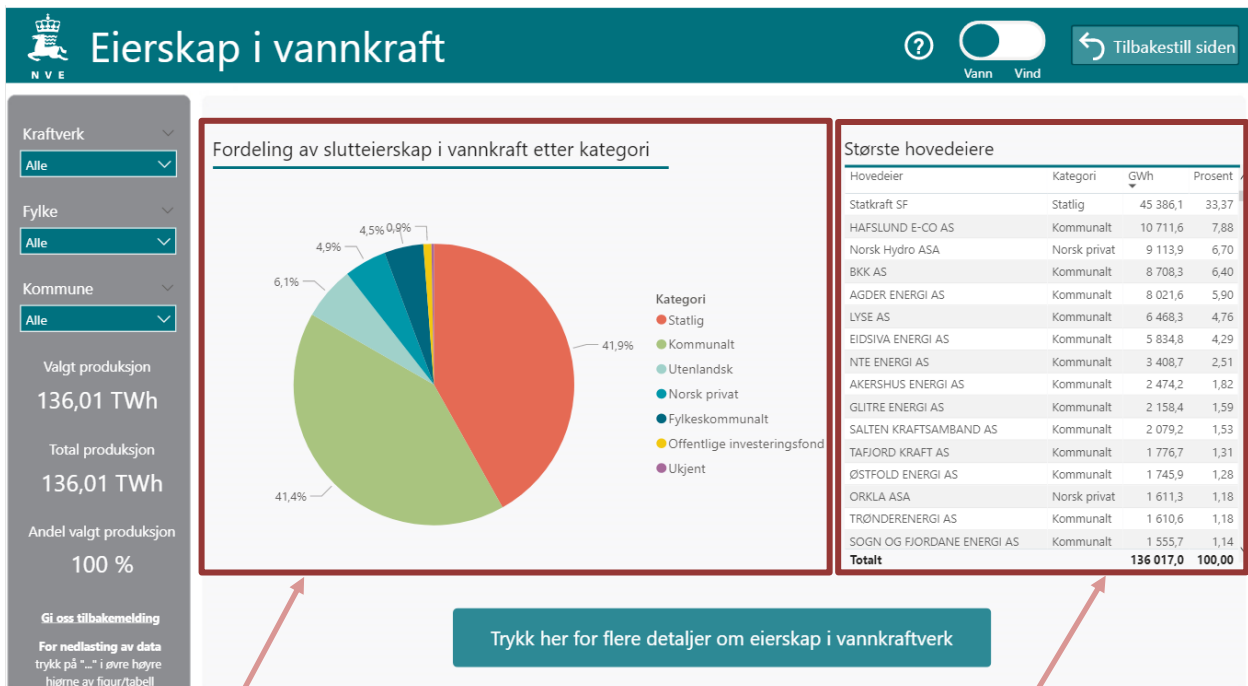 NVE
Eierskap i vannkraft
?
Vann Vind
Tilbakestill siden
Kraftverk
Alle
Fylke
Alle
Kommune
Alle
Valgt produksjon
136,01 TWh
Total produksjon
136,01 TWh
Andel valgt produksjon
100 %
Gi oss tilbakemelding
For nedlasting av data
trykk på "..." i øvre høyre
hjørne av figur/tabell
Fordeling av slutteierskap i vannkraft etter kategori
0,9%
4,5%
4,9%
6,1%
41,9%
41,4%
Kategori
Statlig
Kommunalt
Utenlandsk
Norsk privat
Fylkeskommunalt
Offentlige investeringsfond
Ukjent
Største hovedeiere
Hovedeier Kategori GWh Prosent
Statkraft SF Statlig 45 386,1 33,37
HAFSLUND E-CO AS Kommunalt 10 711,6 7,88
Norsk Hydro ASA Norsk privat 9 113,9 6,70
BKK AS Kommunalt 8 708,3 6,40
AGDER ENERGI AS Kommunalt 8 021,6 5,90
LYSE AS Kommunalt 6 468,3 4,76
EIDSIVA ENERGI AS Kommunalt 5 834,8 4,29
NTE ENERGI AS Kommunalt 3 408,7 2,51
AKERSHUS ENERGI AS Kommunalt 2 474,2 1,82
GLITRE ENERGI AS Kommunalt 2 158,4 1,59
SALTEN KRAFTSAMBAND AS Kommunalt 2 079,2 1,53
TAFJORD KRAFT AS Kommunalt 1 776,7 1,31
ØSTFOLD ENERGI AS Kommunalt 1 745,9 1,28
ORKLA ASA Norsk privat 1 611,3 1,18
TRØNDERENERGI AS Kommunalt 1 610,6 1,18
SOGN OG FJORDANE ENERGI AS Kommunalt 1 555,7 1,14
Totalt 136 017,0 100,00
Trykk her for flere detaljer om eierskap i vannkraftverk